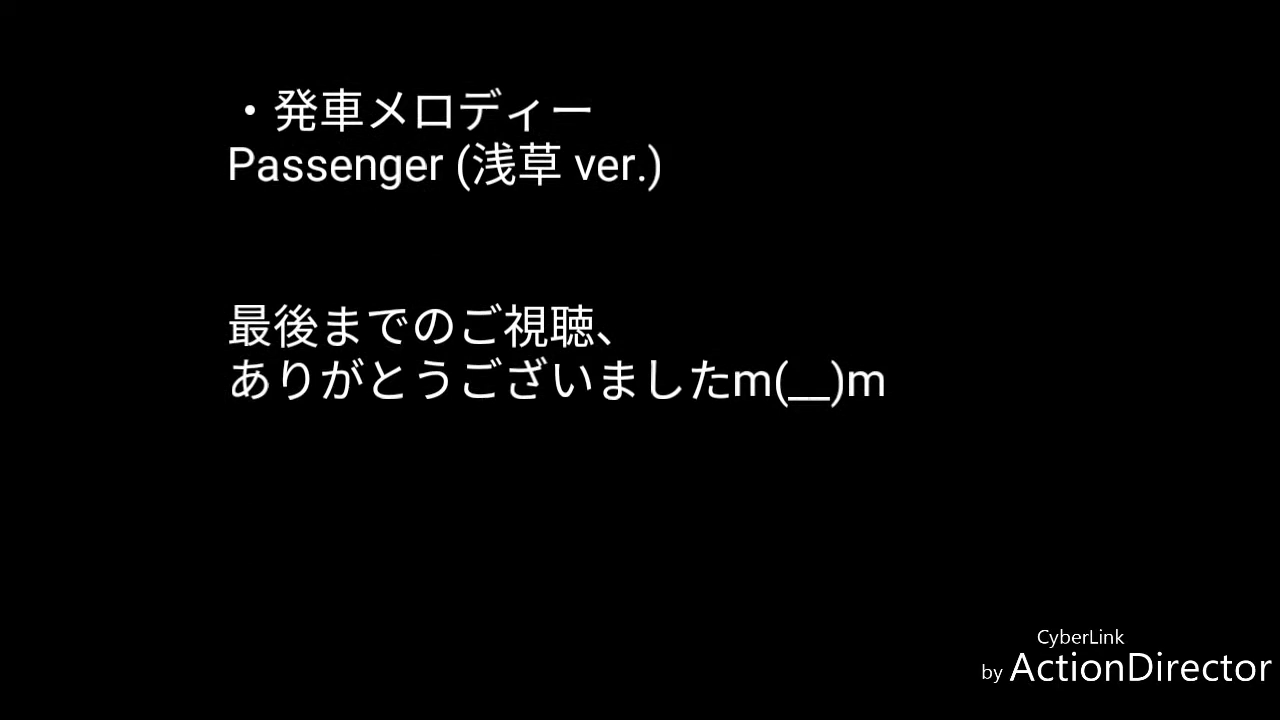 ・発車メロディー
Passenger (浅草 ver.)
最後までのご視聴、
ありがとうございましたm(__)m
CyberLink
by ActionDirector